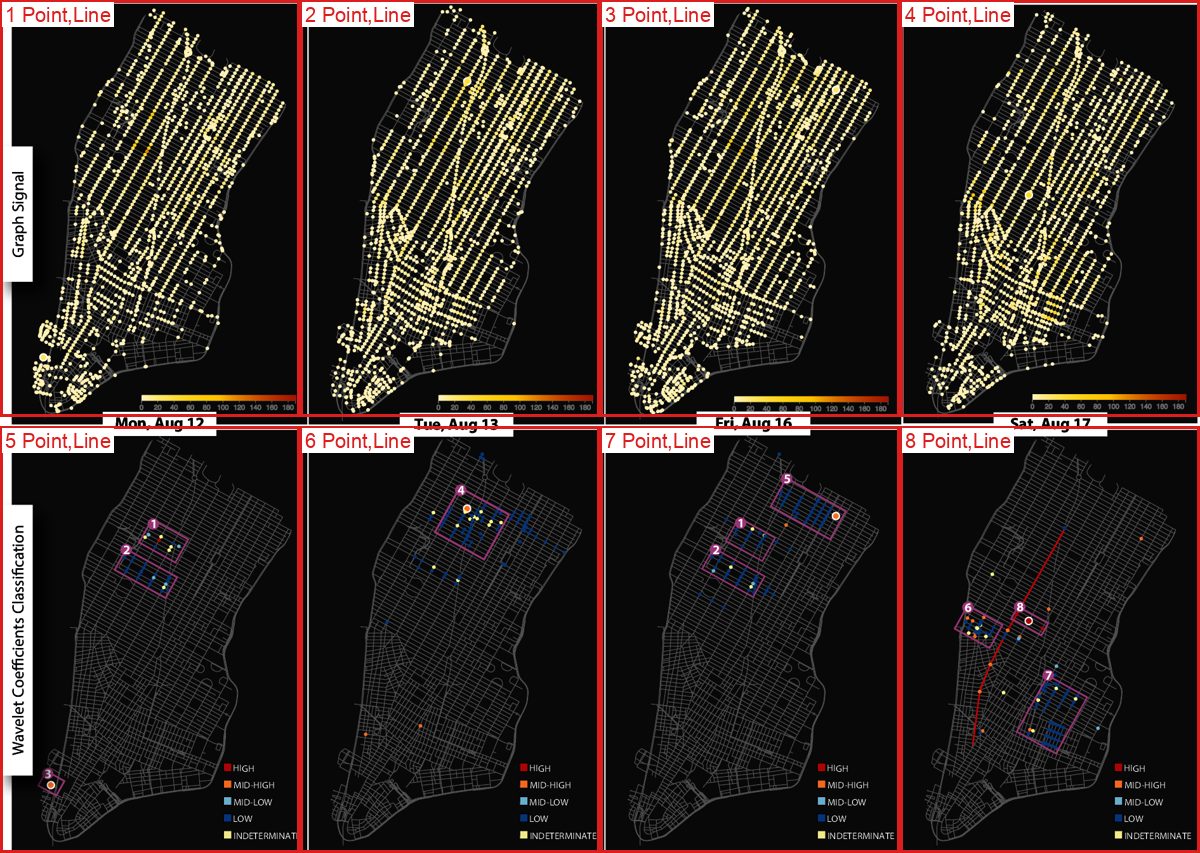 1 Point,Line
2 Point,Line
3 Point,Line
4 Point,Line
Graph Signal
0 20 40 60 80 100 120 140 160 180
0 20 40 60 80 100 120 140 160 180
0 20 40 60 80 100 120 140 160 180
0 20 40 60 80 100 120 140 160 180
Mon, Aug 12
Tue, Aug 13
Fri, Aug 16
Sat, Aug 17
5 Point,Line
6 Point,Line
7 Point,Line
8 Point,Line
Wavelet Coefficients Classification
1
2
3
HIGH
MID-HIGH
MID-LOW
LOW
INDETERMINATE
4
HIGH
MID-HIGH
MID-LOW
LOW
INDETERMINATE
5
1
2
HIGH
MID-HIGH
MID-LOW
LOW
INDETERMINATE
6
8
7
HIGH
MID-HIGH
MID-LOW
LOW
INDETERMINATE